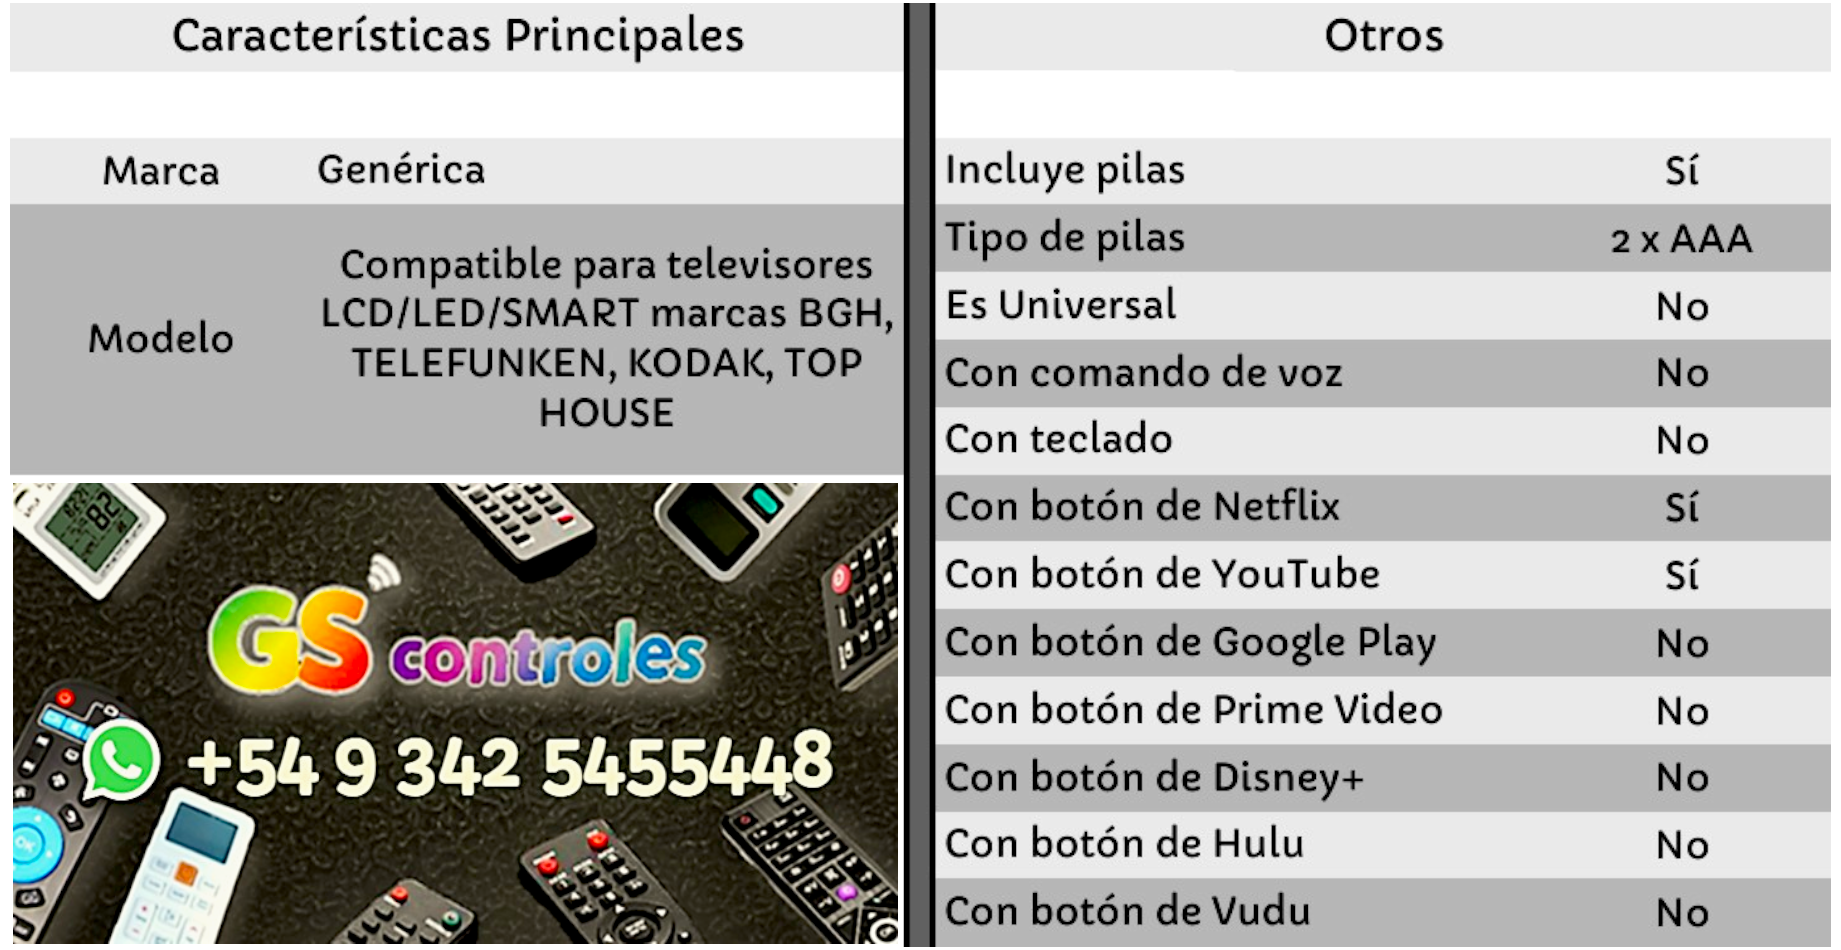 Características Principales
Marca Genérica
Modelo
Compatible para televisores
LCD/LED/SMART marcas BGH,
TELEFUNKEN, KODAK, TOP
HOUSE
GS controles
+54 9 342 5455448
Otros
Incluye pilas Sí
Tipo de pilas 2 x AAA
Es Universal No
Con comando de voz No
Con teclado No
Con botón de Netflix Sí
Con botón de YouTube Sí
Con botón de Google Play No
Con botón de Prime Video No
Con botón de Disney+ No
Con botón de Hulu No
Con botón de Vudu No